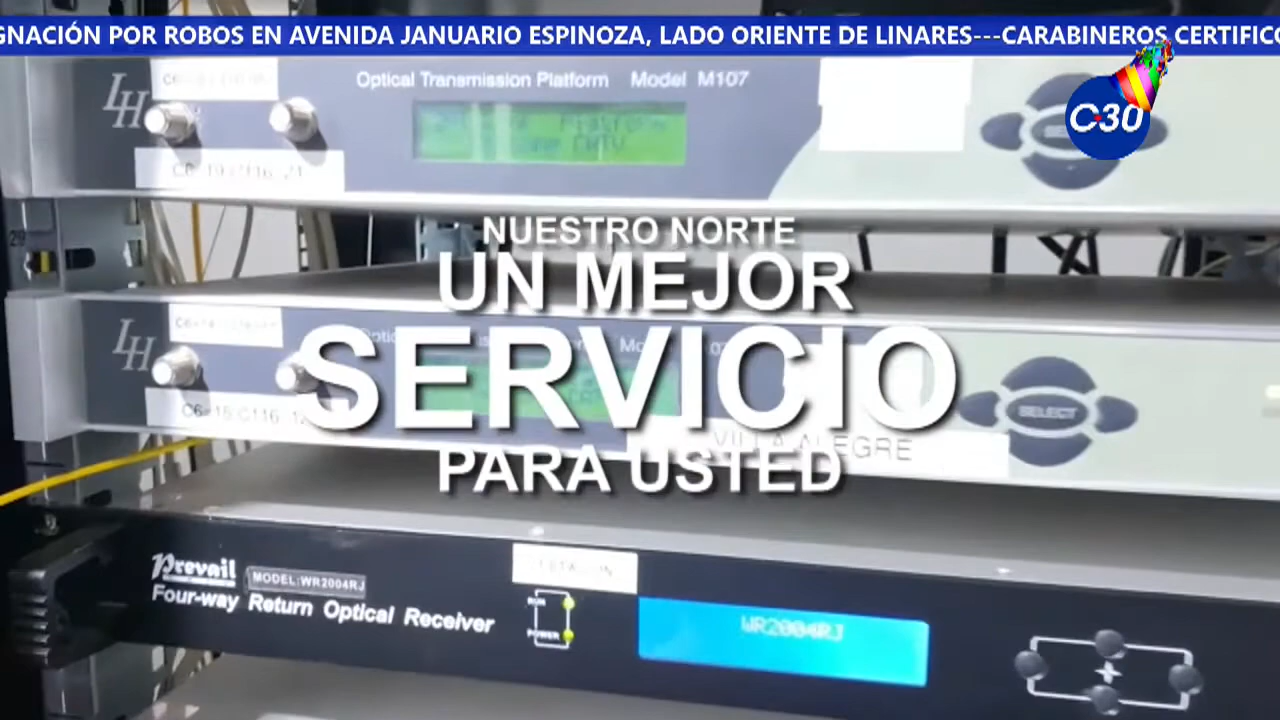 GNACIÓN POR ROBOS EN AVENIDA JANUARIO ESPINOZA, LADO ORIENTE DE LINARES---CARABINEROS CERTIFICO
C30
LH
Optical Transmission Platform Model M107
SELECT
NUESTRO NORTE
UN MEJOR
SERVICIO
PARA USTED
LH
SELECT
VILLA ALEGRE
Prevail
MODEL:WR2004RJ
Four-way Return Optical Receiver
RUN
POWER
WR2004RJ